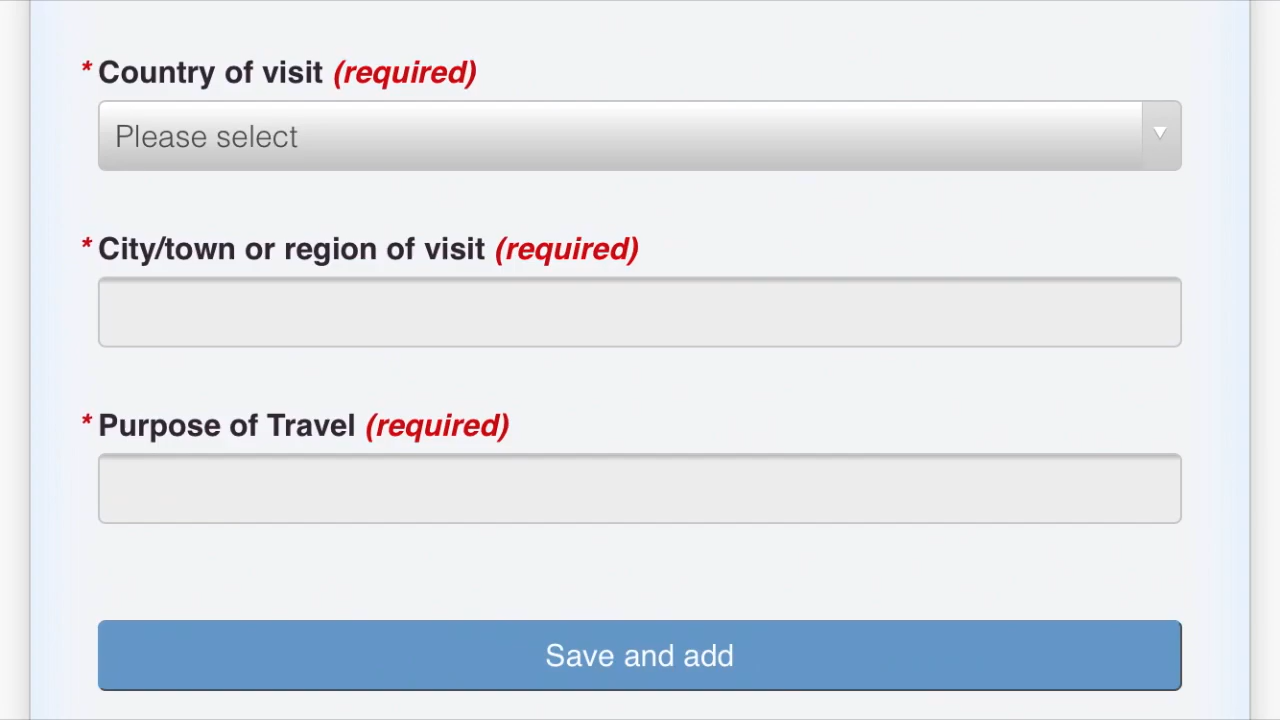 * Country of visit (required)
Please select
* City/town or region of visit (required)
* Purpose of Travel (required)
Save and add